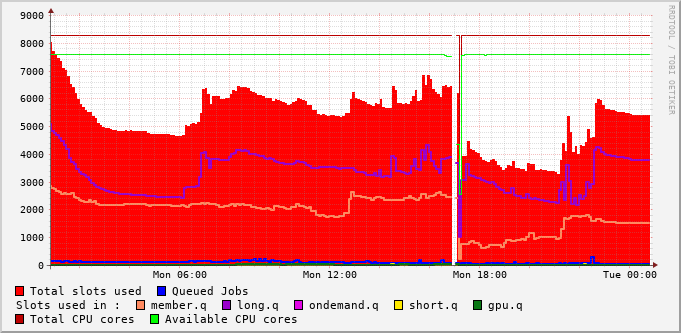 9000
8000
7000
6000
5000
4000
3000
2000
1000
0
Mon 06:00 Mon 12:00 Mon 18:00 Tue 00:00
Total slots used Queued Jobs
Slots used in : member.q long.q ondemand.q short.q gpu.q
Total CPU cores Available CPU cores
RRDTOOL / TOBI OETIKER